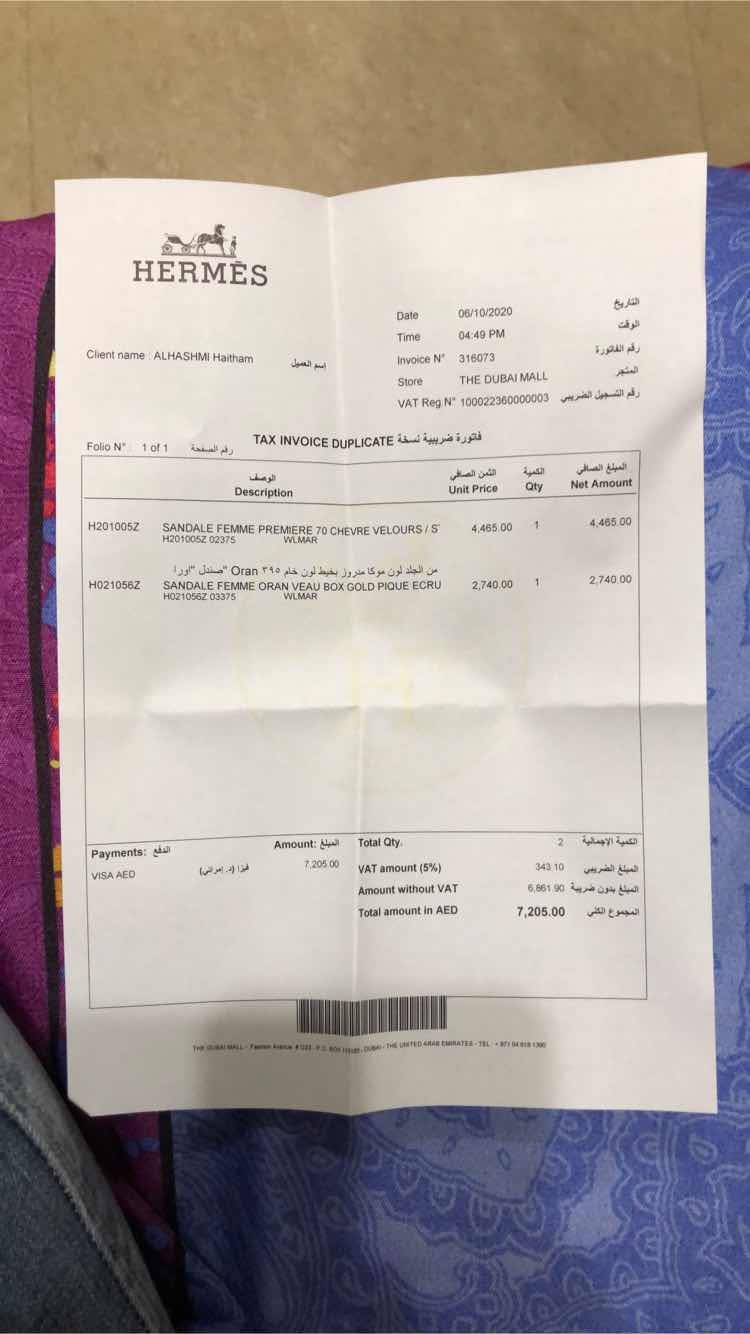 HERMÈS
Date 06/10/2020 التاريخ
Time 04:49 PM الوقت
Client name : ALHASHMI Haitham إسم العميل
Invoice N° 316073 رقم الفاتورة
Store THE DUBAI MALL المتجر
VAT Reg.N° 100022360000003 رقم التسجيل الضريبي
Folio N° : 1 of 1 رقم الصفحة
TAX INVOICE DUPLICATE فاتورة ضريبية نسخة
الوصف الثمن الصافي الكمية المبلغ الصافي
Description Unit Price Qty Net Amount
H201005Z SANDALE FEMME PREMIERE 70 CHEVRE VELOURS / S 4,465.00 1 4,465.00
H201005Z 02375 WLMAR
من الجلد لون موكا مدروز بخيط لون خام ٣٩٥ Oran "صندل "اورا
H021056Z SANDALE FEMME ORAN VEAU BOX GOLD PIQUE ECRU 2,740.00 1 2,740.00
H021056Z 03375 WLMAR
Payments: الدفع Amount: المبلغ
VISA AED فيزا (د. إمراتي) 7,205.00
Total Qty. 2 الكمية الإجمالية
VAT amount (5%) 343.10 المبلغ الضريبي
Amount without VAT 6,861.90 المبلغ بدون ضريبة
Total amount in AED 7,205.00 المجموع الكلي
THE DUBAI MALL - Fashion Avenue # - P.O. BOX - DUBAI - THE UNITED ARAB EMIRATES - TEL : + 971 04